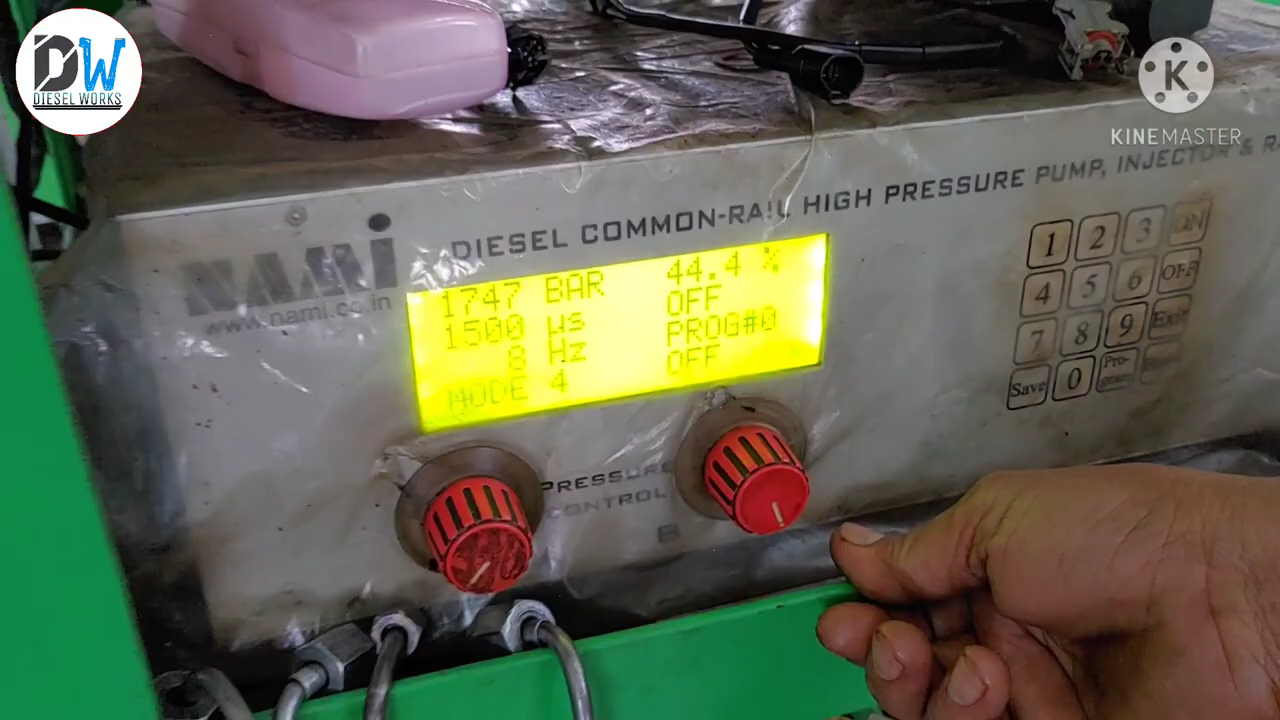 DW
DIESEL WORKS
K
KINEMASTER
NAMI
www.nami.co.in
DIESEL COMMON-RAIL HIGH PRESSURE PUMP, INJECTOR & RA
1747 BAR 44.4 %
1500 µs OFF
8 Hz PROG#0
MODE 4 OFF
1 2 3 ON
4 5 6 OFF
7 8 9 Exit
Save 0 Pro-gram
PRESSURE
CONTROL
B